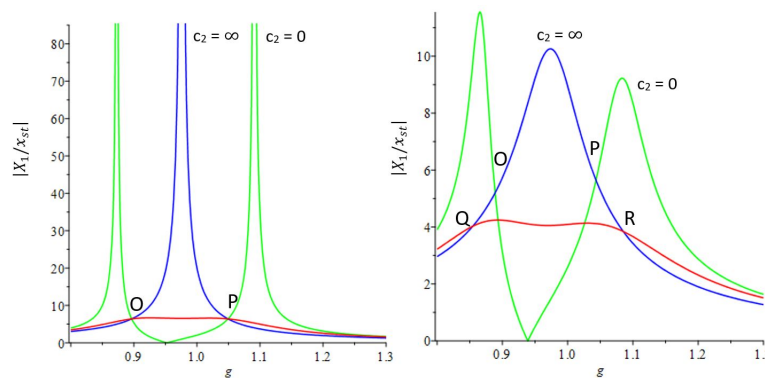 c₂ = ∞
c₂ = 0
80
70
60
50
40
30
20
10
0
|X₁/xₛₜ|
O
P
0.9
1.0
1.1
1.2
1.3
g
c₂ = ∞
c₂ = 0
10
8
6
4
2
0
|X₁/xₛₜ|
O
P
Q
R
0.9
1.0
1.1
1.2
1.
g